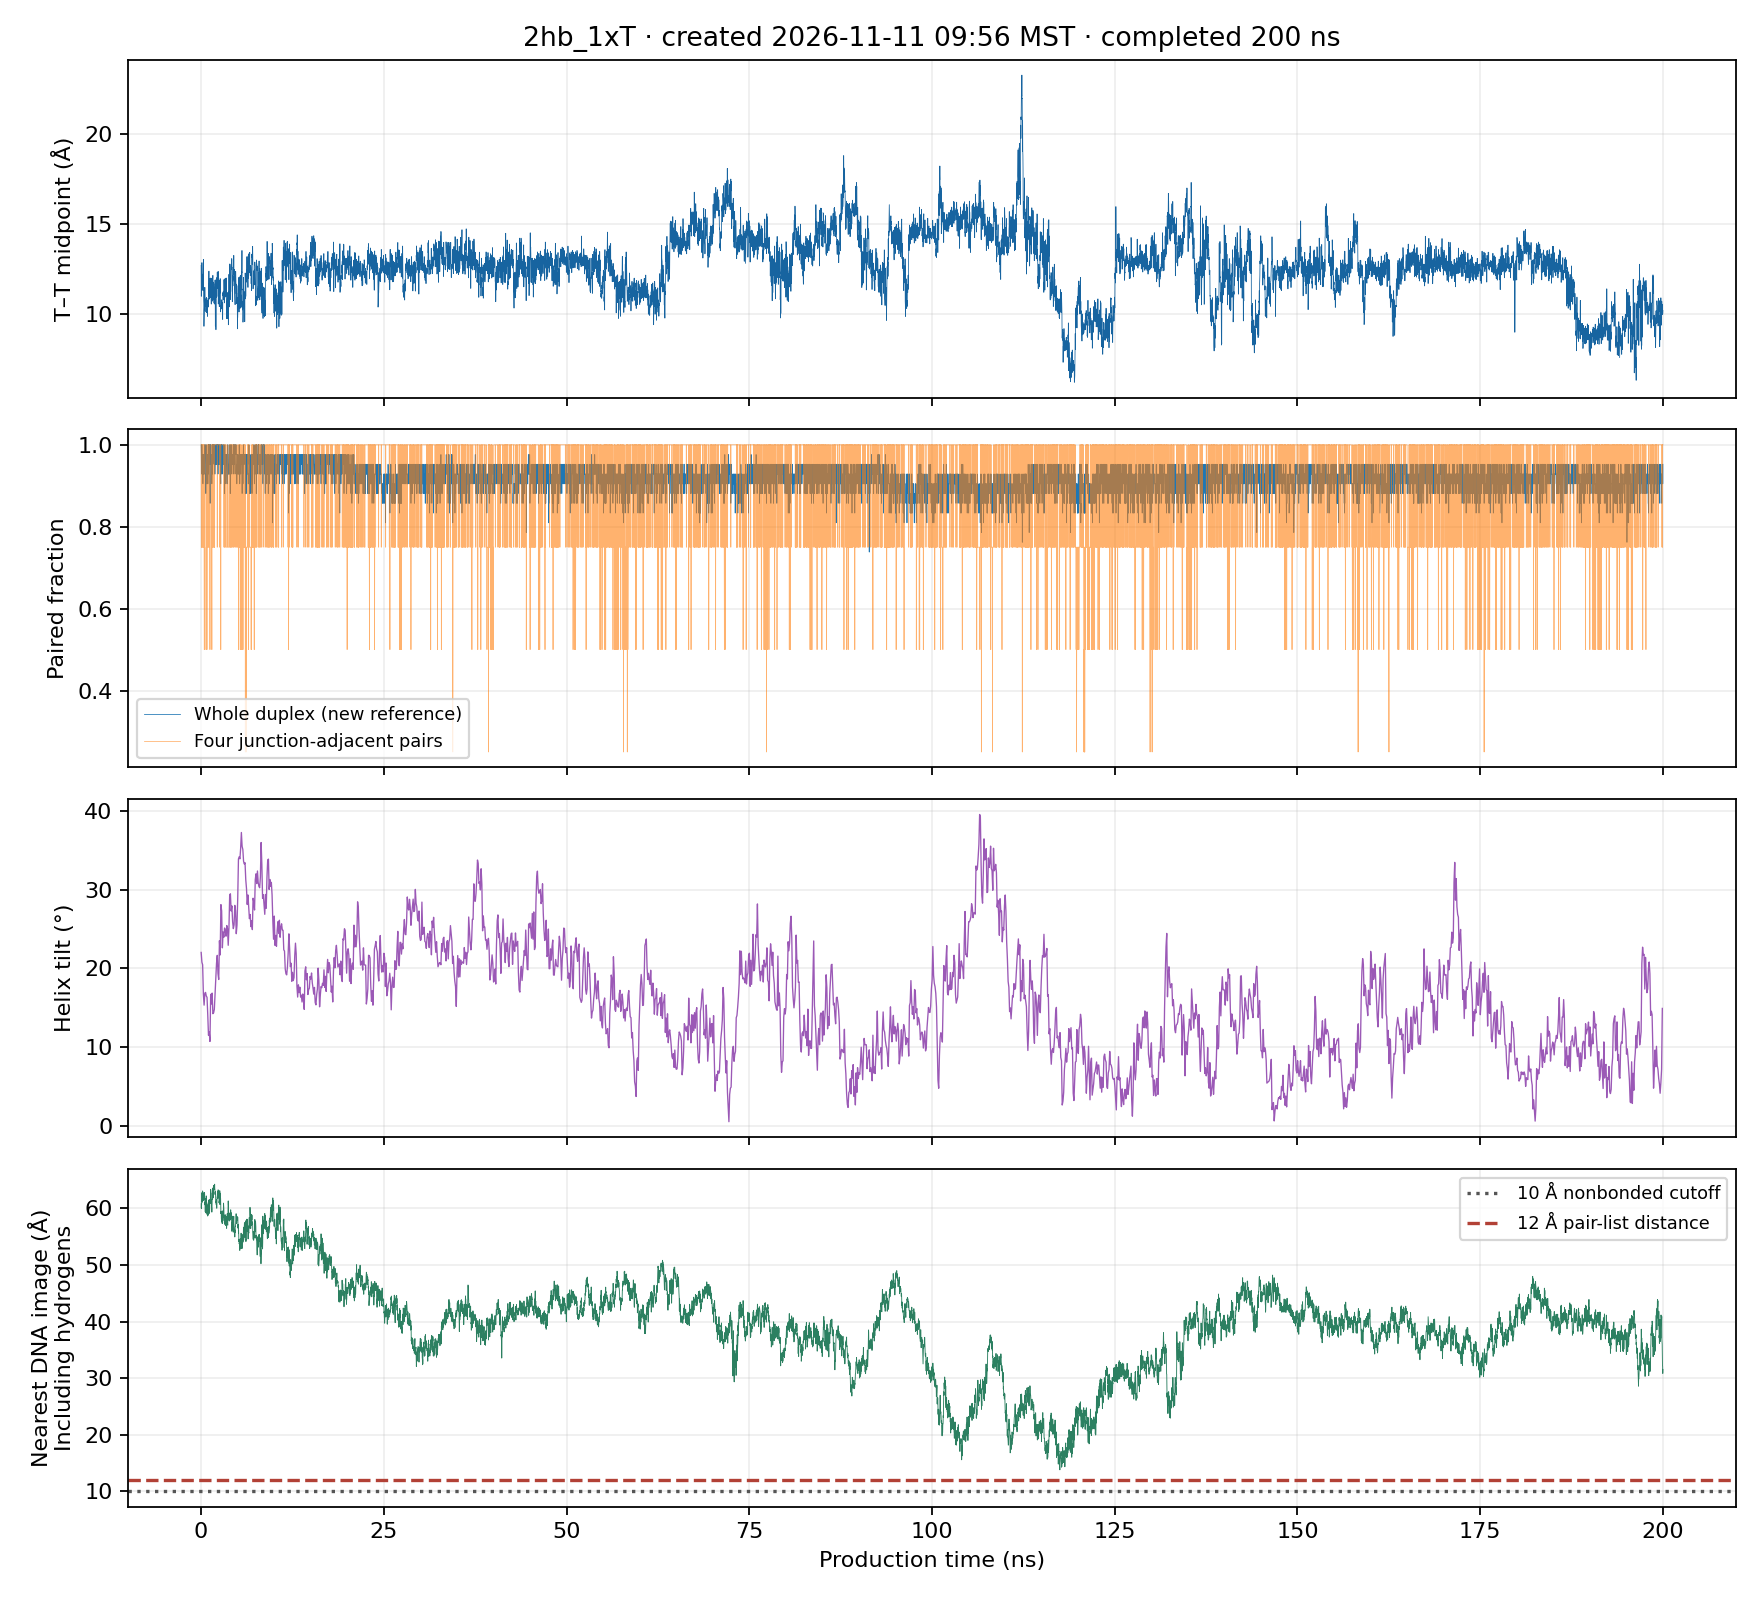 2hb_1xT · created 2026-11-11 09:56 MST · completed 200 ns
T–T midpoint (Å)
20
15
10
Paired fraction
1.0
0.8
0.6
0.4
Whole duplex (new reference)
Four junction-adjacent pairs
Helix tilt (°)
40
30
20
10
0
Nearest DNA image (Å)
Including hydrogens
60
50
40
30
20
10
10 Å nonbonded cutoff
12 Å pair-list distance
0
25
50
75
100
125
150
175
200
Production time (ns)